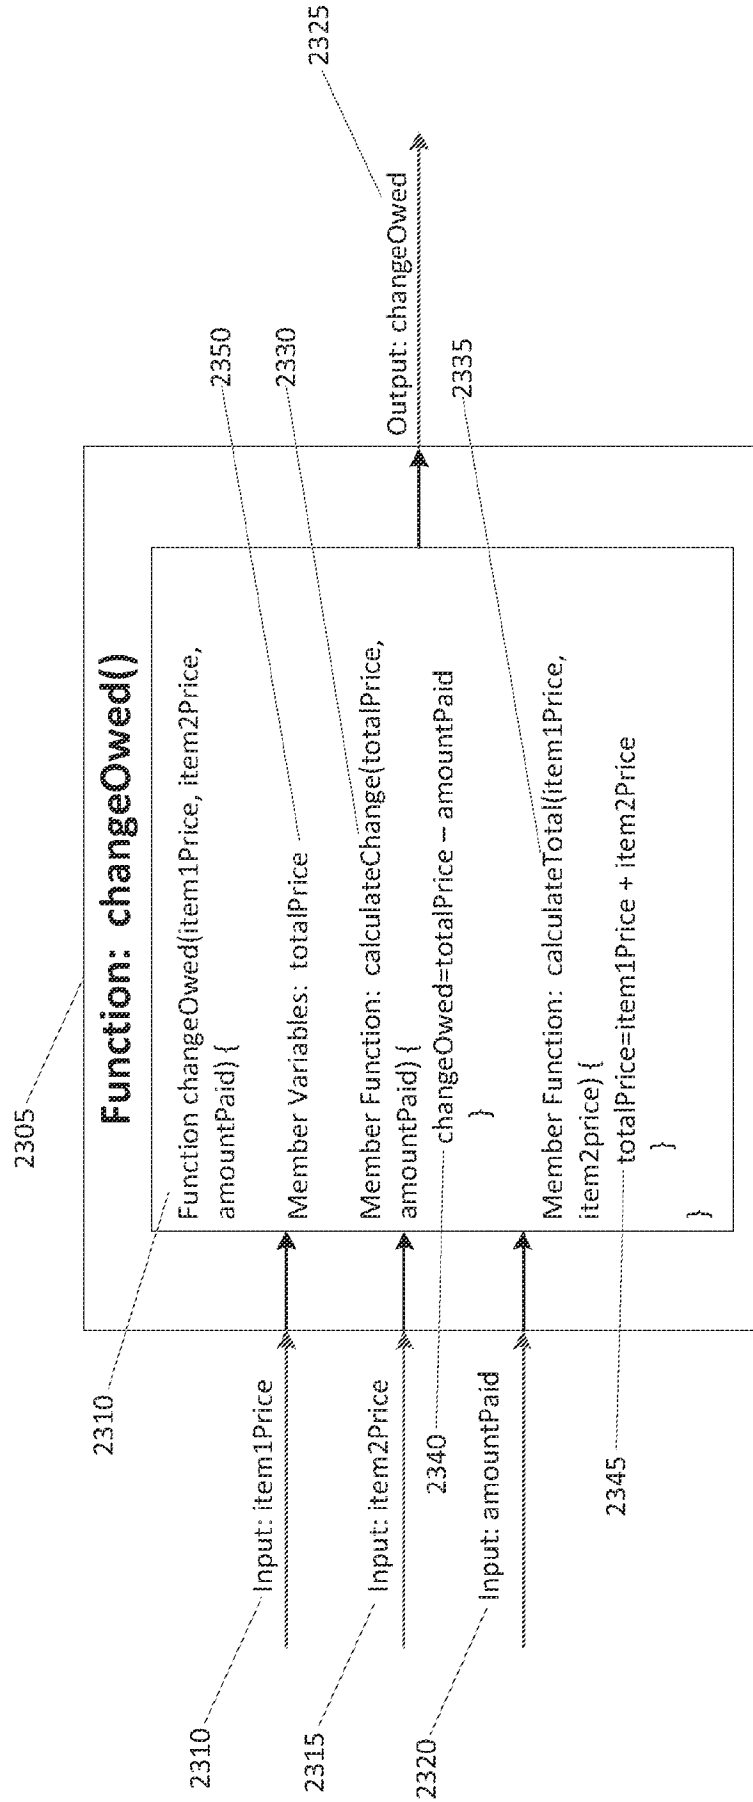 2305
Function: changeOwed()
2310
Function changeOwed(item1Price, item2Price,
amountPaid) {
Member Variables: totalPrice
2350
Member Function: calculateChange(totalPrice,
2330
amountPaid) {
changeOwed=totalPrice – amountPaid
2340
}
Member Function: calculateTotal(item1Price,
2335
item2price) {
totalPrice=item1Price + item2Price
2345
}
}
2310
Input: item1Price
2315
Input: item2Price
2320
Input: amountPaid
Output: changeOwed
2325